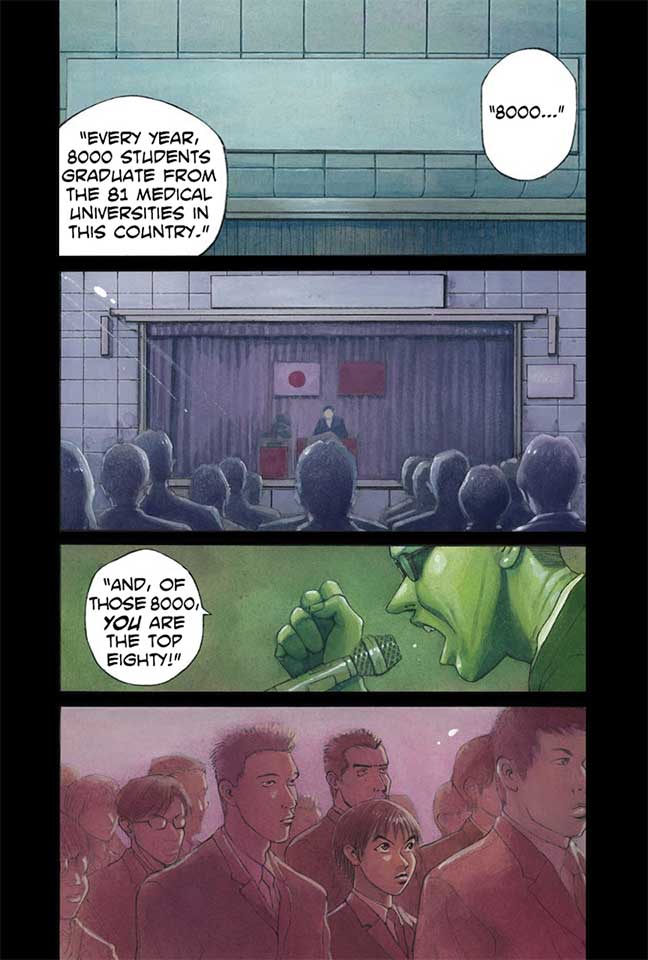 "8000..."
"EVERY YEAR,
8000 STUDENTS
GRADUATE FROM
THE 81 MEDICAL
UNIVERSITIES IN
THIS COUNTRY."
"AND, OF
THOSE 8000,
YOU ARE
THE TOP
EIGHTY!"